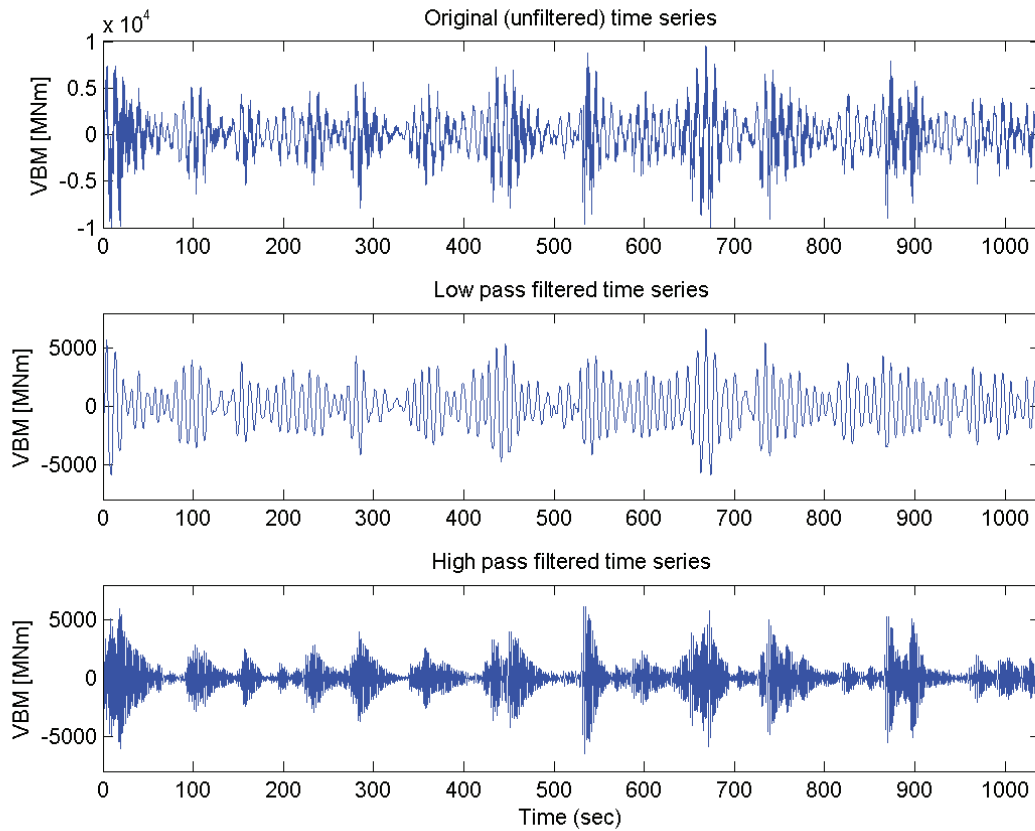 Original (unfiltered) time series
x 10^4
1
0.5
0
-0.5
-1
VBM [MNm]
0 100 200 300 400 500 600 700 800 900 1000
Low pass filtered time series
5000
0
-5000
VBM [MNm]
0 100 200 300 400 500 600 700 800 900 1000
High pass filtered time series
5000
0
-5000
VBM [MNm]
0 100 200 300 400 500 600 700 800 900 1000
Time (sec)